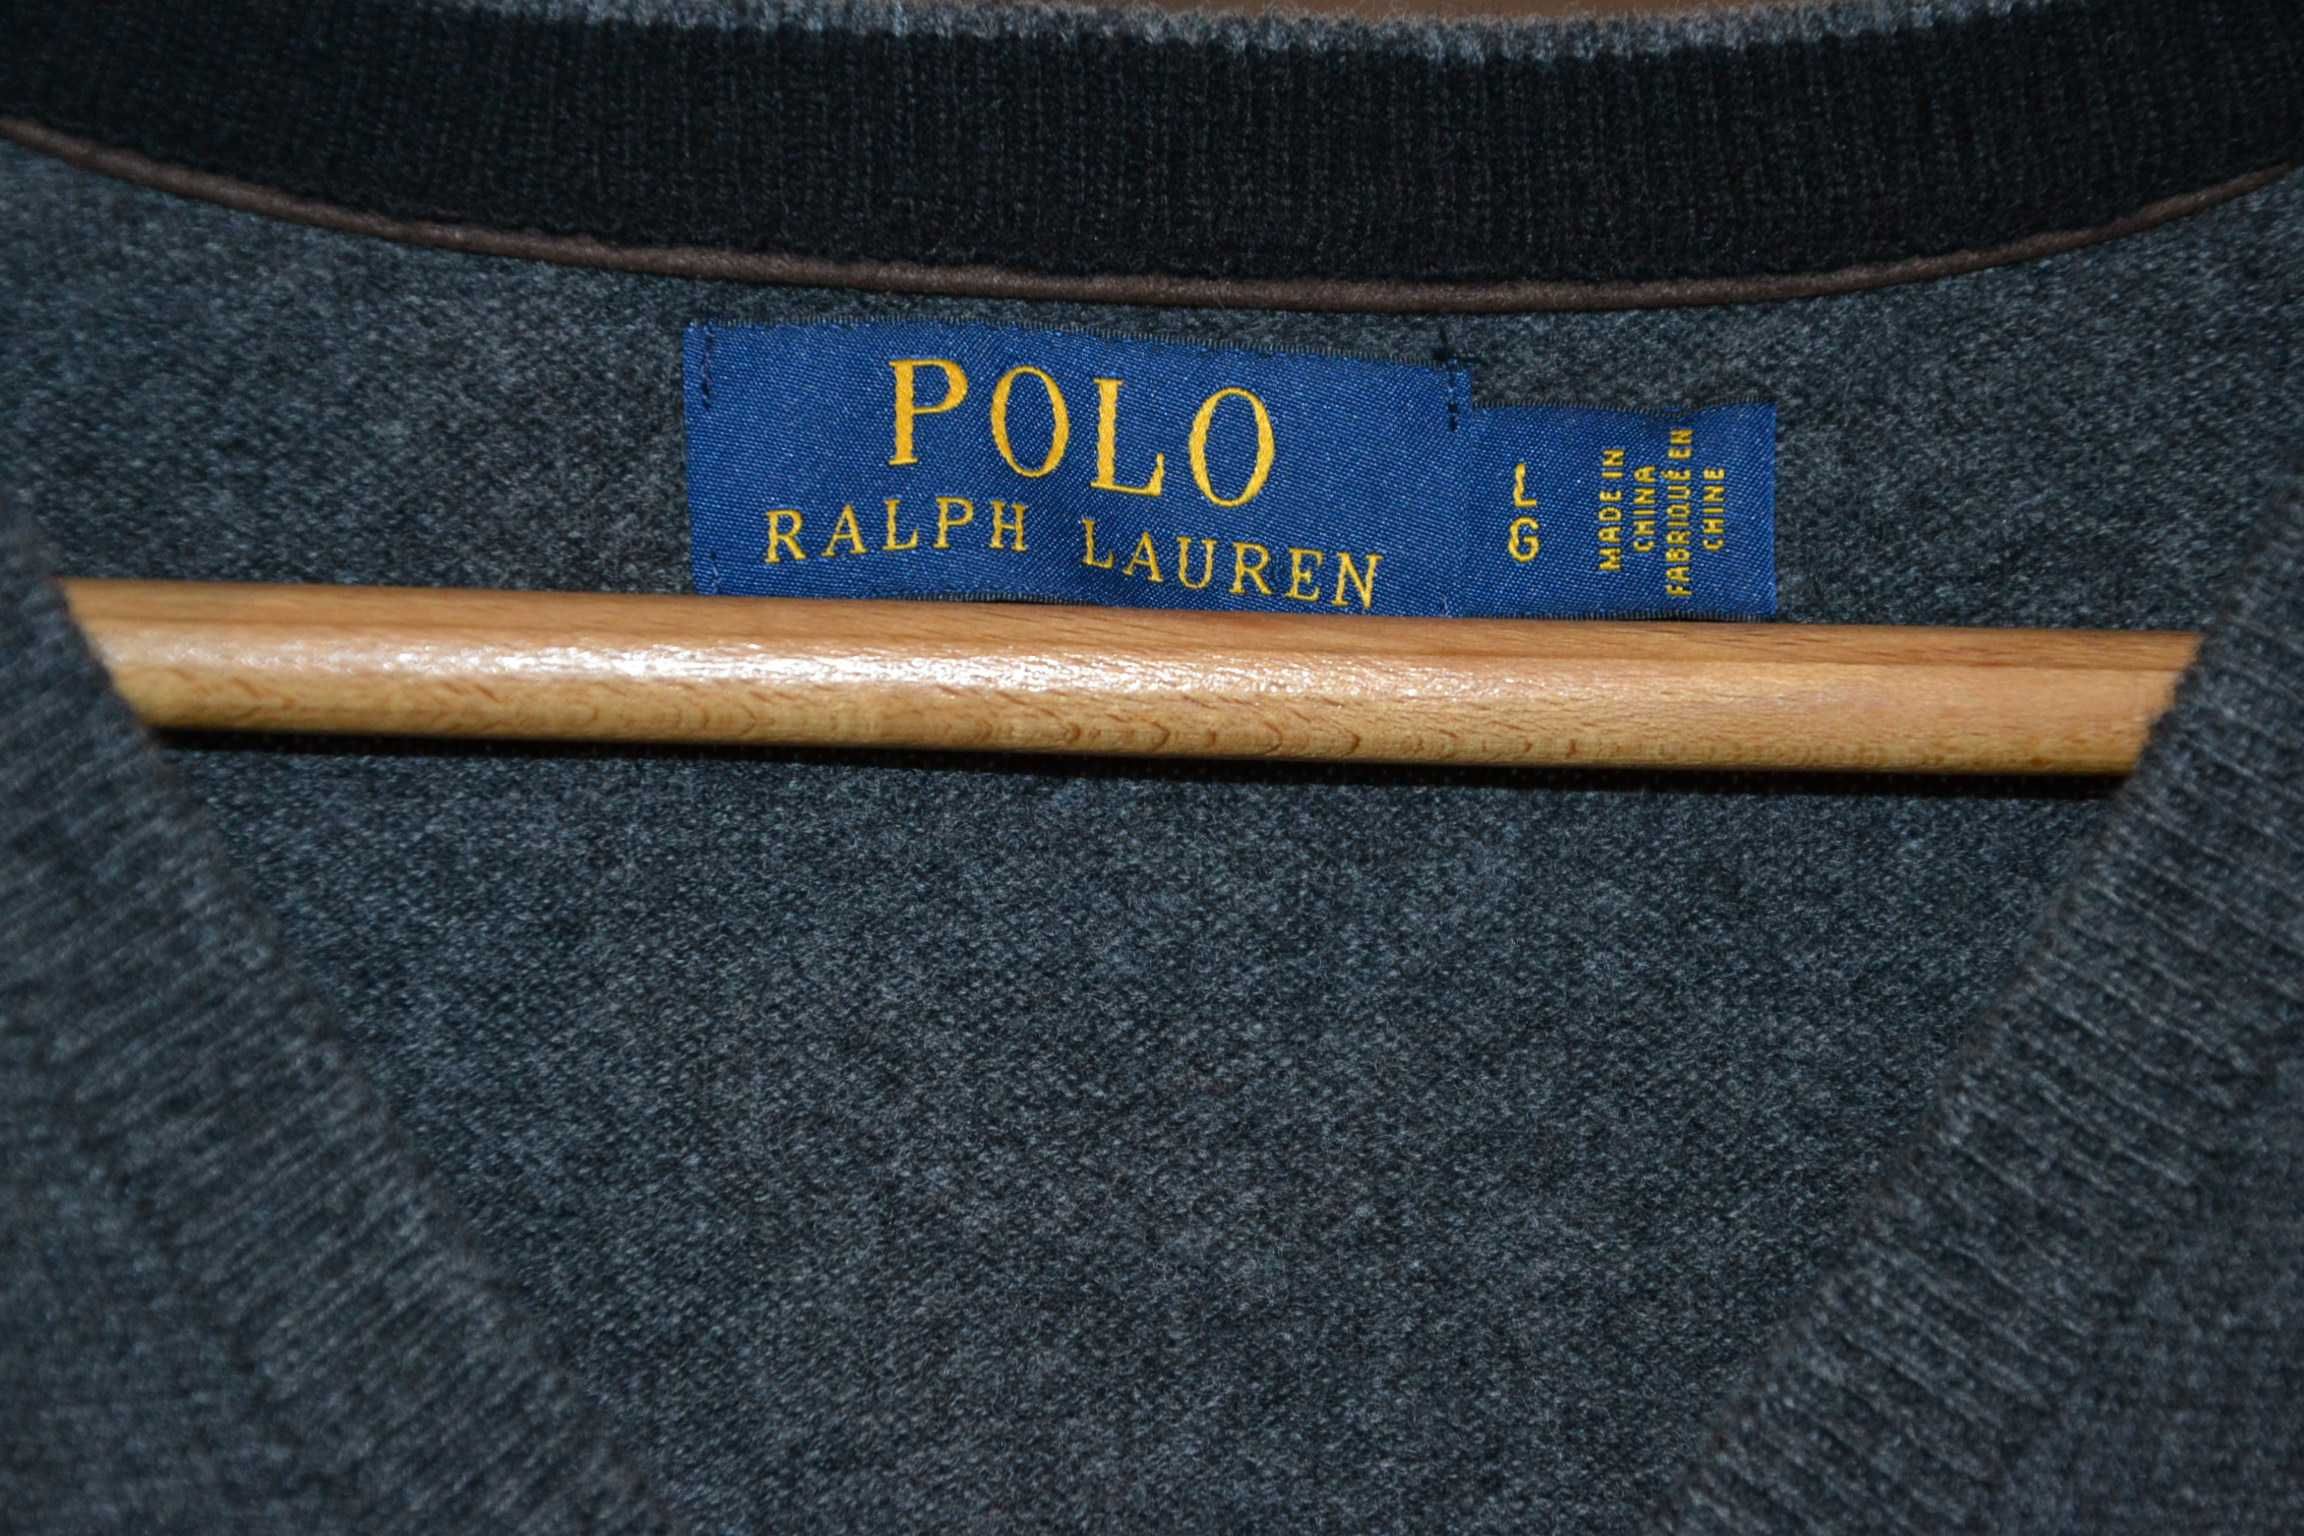 POLO
RALPH LAUREN
L
G
MADE IN
CHINA
FABRIQUÉ EN
CHINE